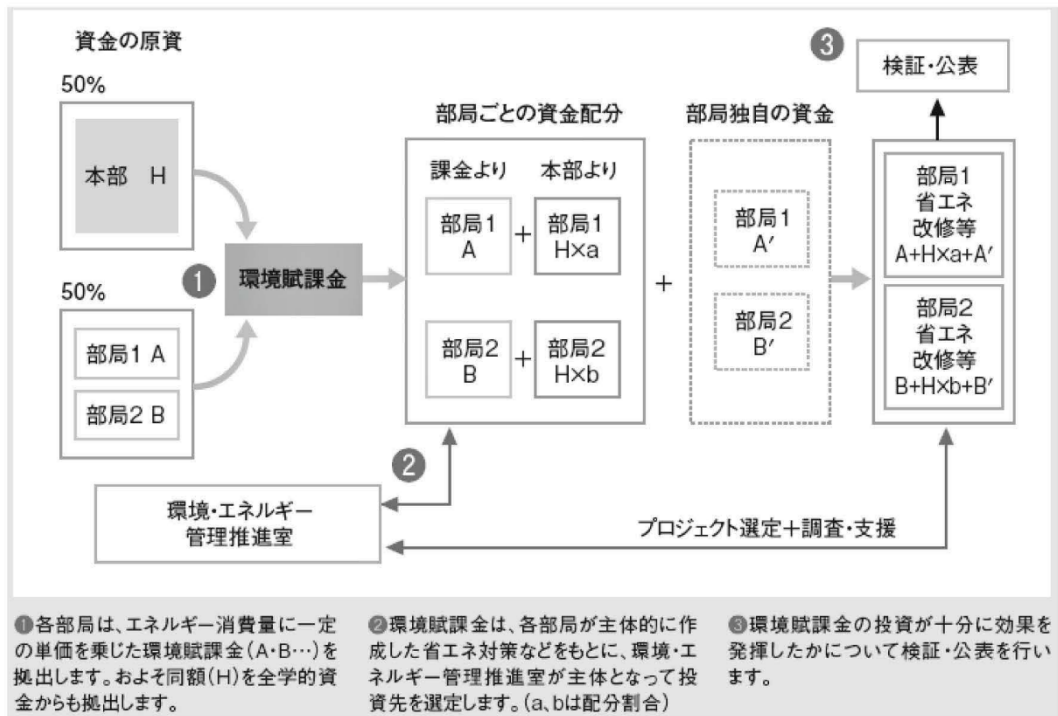 資金の原資
50%
本部 H
50%
部局1 A
部局2 B
❶
環境賦課金
部局ごとの資金配分
課金より
本部より
部局1
A
+
部局1
H×a
部局2
B
+
部局2
H×b
+
部局独自の資金
部局1
A′
部局2
B′
❸
検証・公表
部局1
省エネ
改修等
A+H×a+A′
部局2
省エネ
改修等
B+H×b+B′
❷
環境・エネルギー
管理推進室
プロジェクト選定+調査・支援
❶各部局は、エネルギー消費量に一定
の単価を乗じた環境賦課金(A・B…)を
拠出します。およそ同額(H)を全学的資
金からも拠出します。
❷環境賦課金は、各部局が主体的に作
成した省エネ対策などをもとに、環境・エ
ネルギー管理推進室が主体となって投
資先を選定します。(a、bは配分割合)
❸環境賦課金の投資が十分に効果を
発揮したかについて検証・公表を行い
ます。